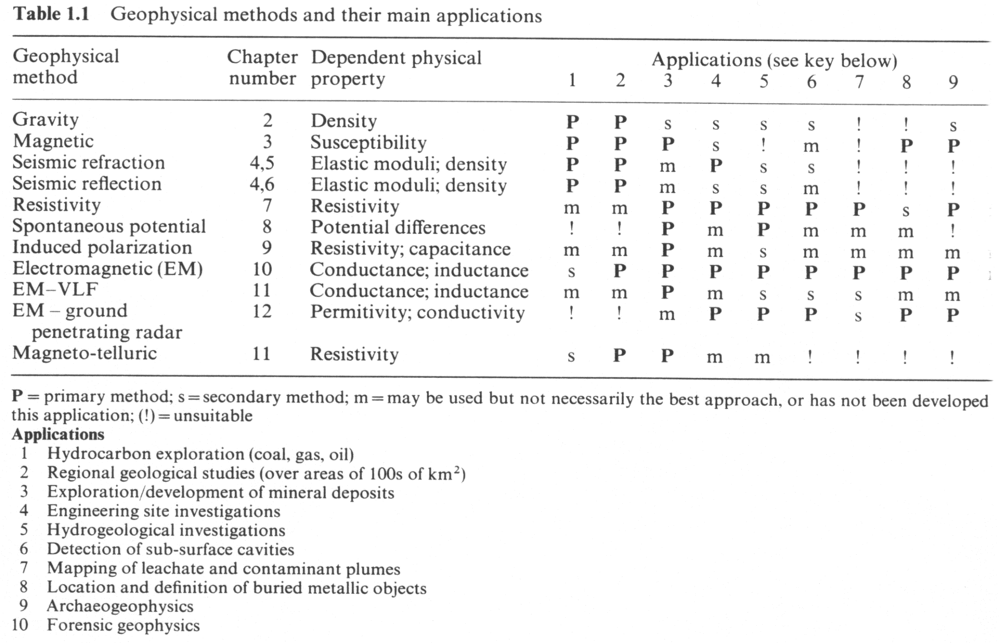 Table 1.1 Geophysical methods and their main applications
Geophysical Chapter Dependent physical Applications (see key below)
method number property 1 2 3 4 5 6 7 8 9
Gravity 2 Density P P s s s s ! ! s
Magnetic 3 Susceptibility P P P s ! m ! P P
Seismic refraction 4,5 Elastic moduli; density P P m P s s ! ! !
Seismic reflection 4,6 Elastic moduli; density P P m s s m ! ! !
Resistivity 7 Resistivity m m P P P P P s P
Spontaneous potential 8 Potential differences ! ! P m P m m m !
Induced polarization 9 Resistivity; capacitance m m P m s m m m m
Electromagnetic (EM) 10 Conductance; inductance s P P P P P P P P
EM–VLF 11 Conductance; inductance m m P m s s s m m
EM – ground 12 Permitivity; conductivity ! ! m P P P s P P
penetrating radar
Magneto-telluric 11 Resistivity s P P m m ! ! ! !
P = primary method; s = secondary method; m = may be used but not necessarily the best approach, or has not been developed
this application; (!) = unsuitable
Applications
1 Hydrocarbon exploration (coal, gas, oil)
2 Regional geological studies (over areas of 100s of km²)
3 Exploration/development of mineral deposits
4 Engineering site investigations
5 Hydrogeological investigations
6 Detection of sub-surface cavities
7 Mapping of leachate and contaminant plumes
8 Location and definition of buried metallic objects
9 Archaeogeophysics
10 Forensic geophysics